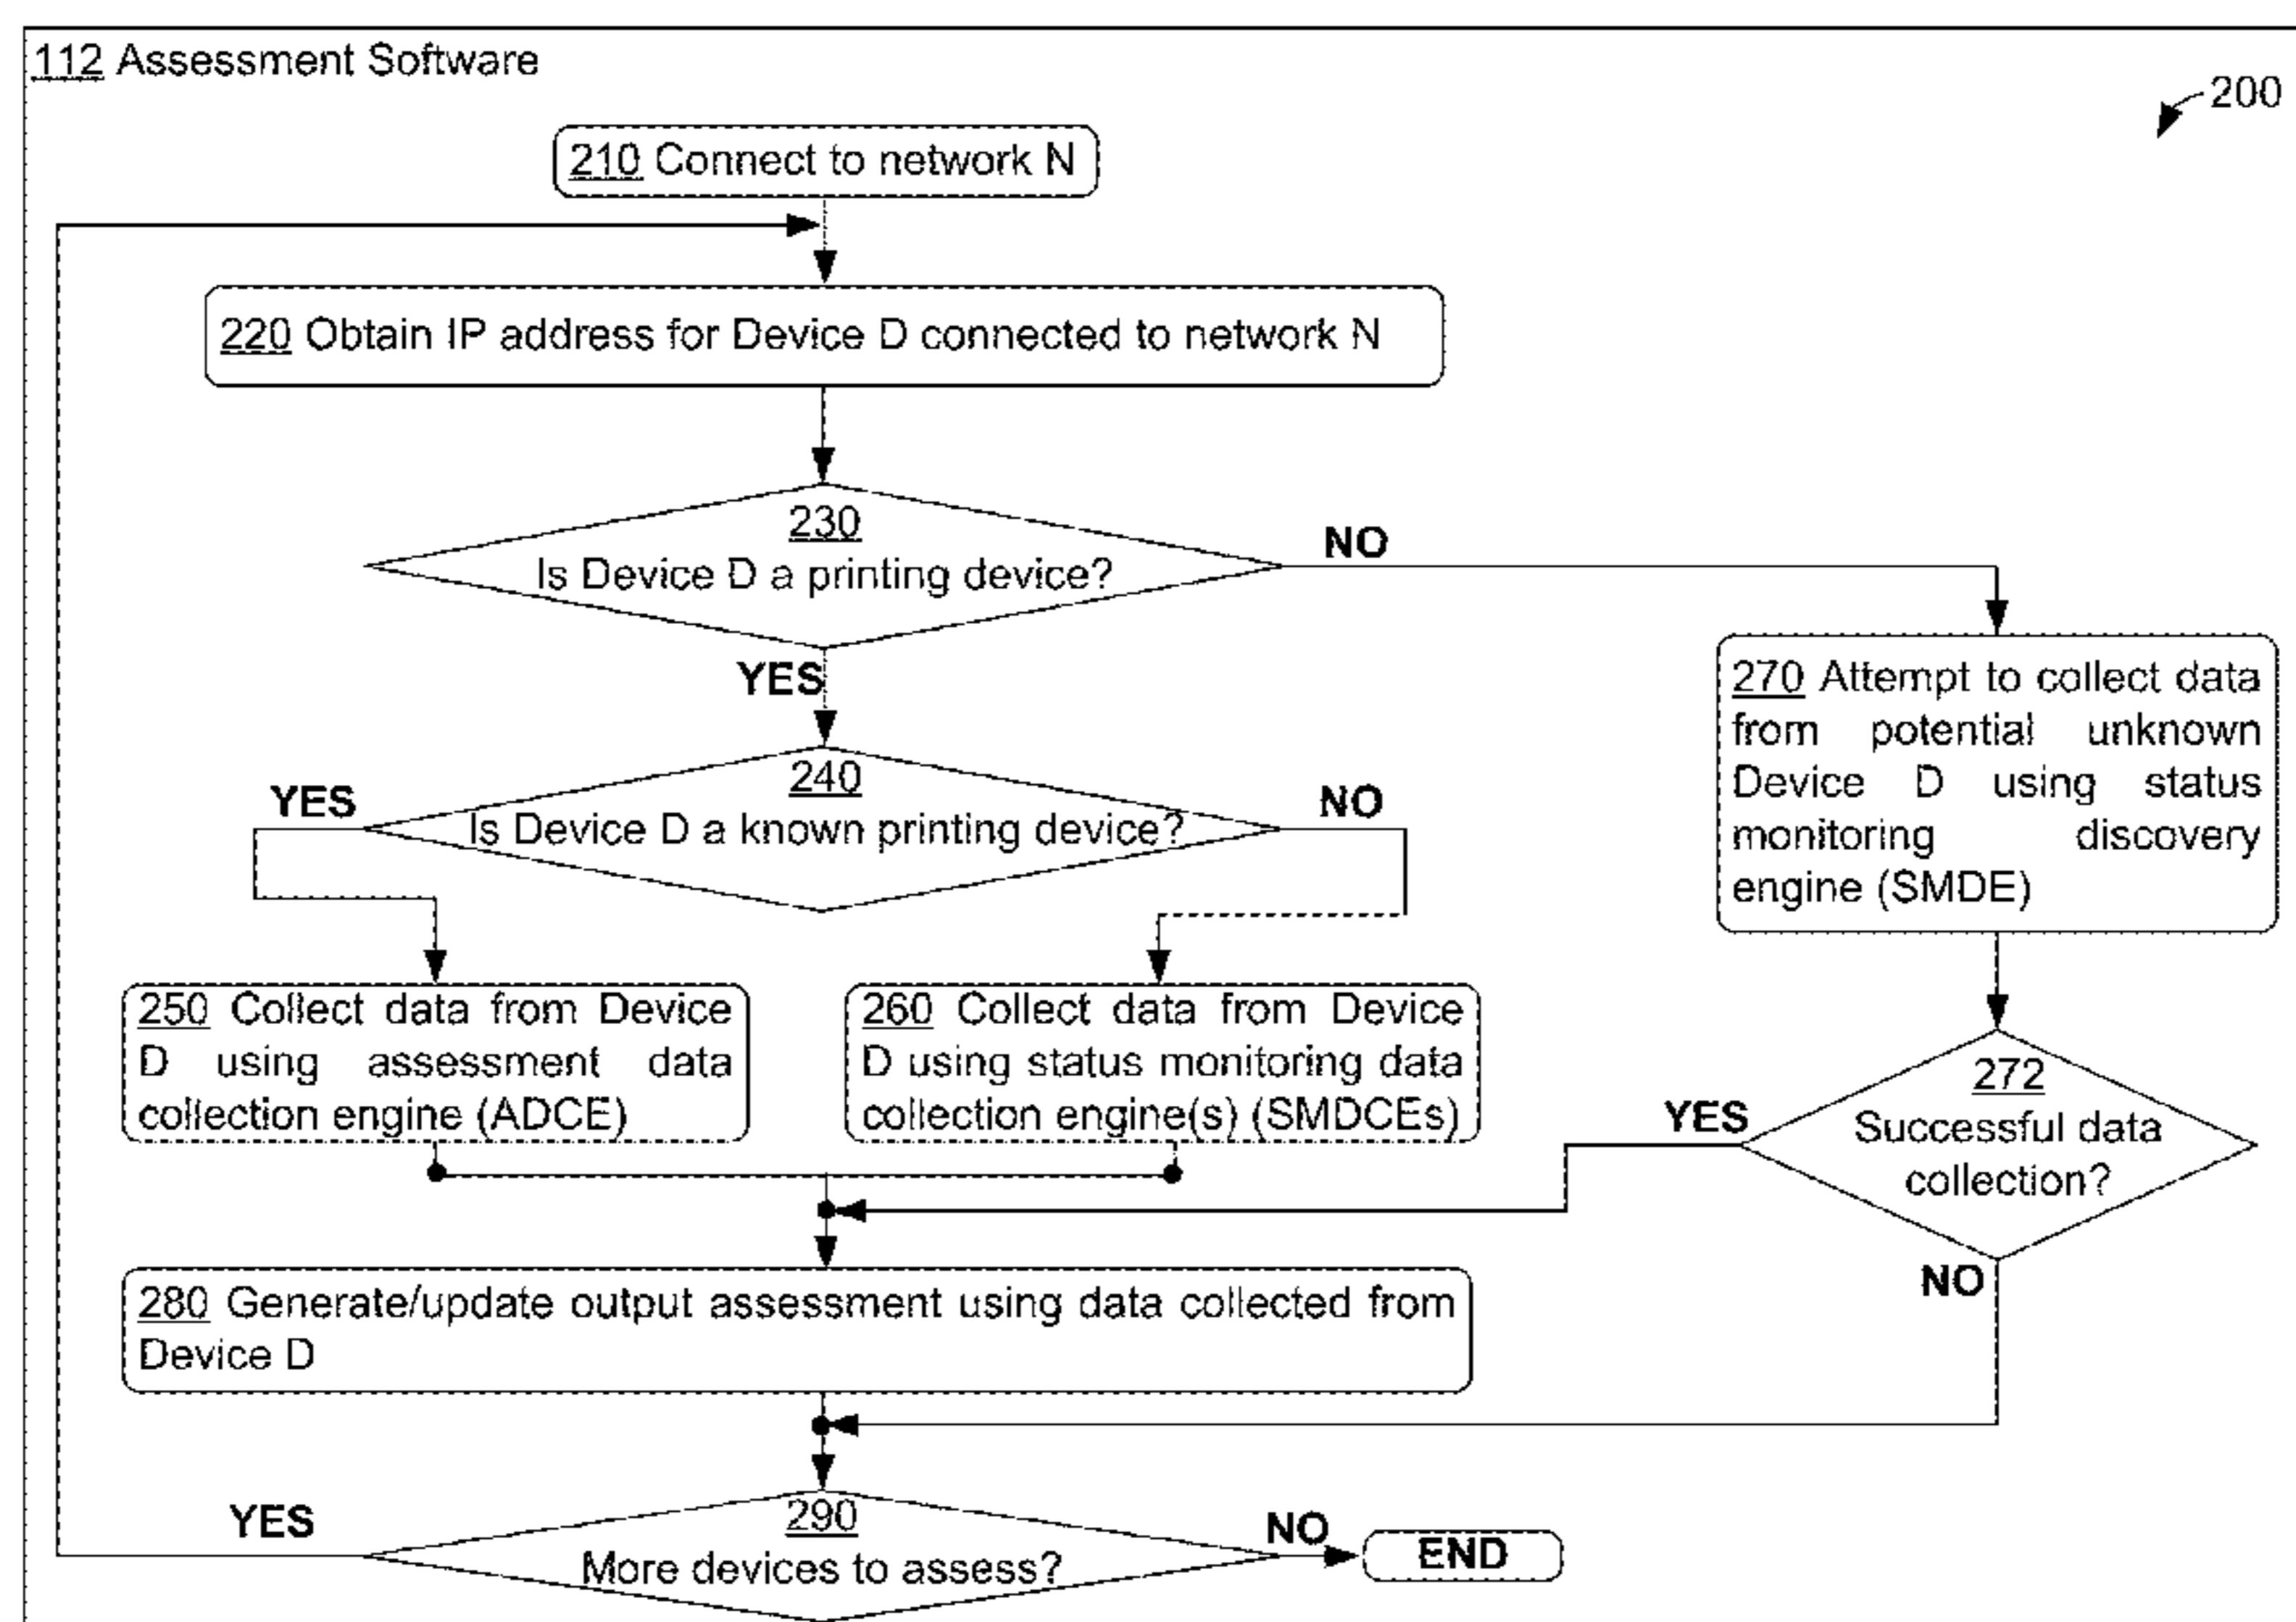 112 Assessment Software
200
210 Connect to network N
220 Obtain IP address for Device D connected to network N
230
Is Device D a printing device?
NO
YES
270 Attempt to collect data
from potential unknown
Device D using status
monitoring discovery
engine (SMDE)
240
Is Device D a known printing device?
YES
NO
250 Collect data from Device
D using assessment data
collection engine (ADCE)
260 Collect data from Device
D using status monitoring data
collection engine(s) (SMDCEs)
272
Successful data
collection?
YES
NO
280 Generate/update output assessment using data collected from
Device D
290
More devices to assess?
YES
NO
END